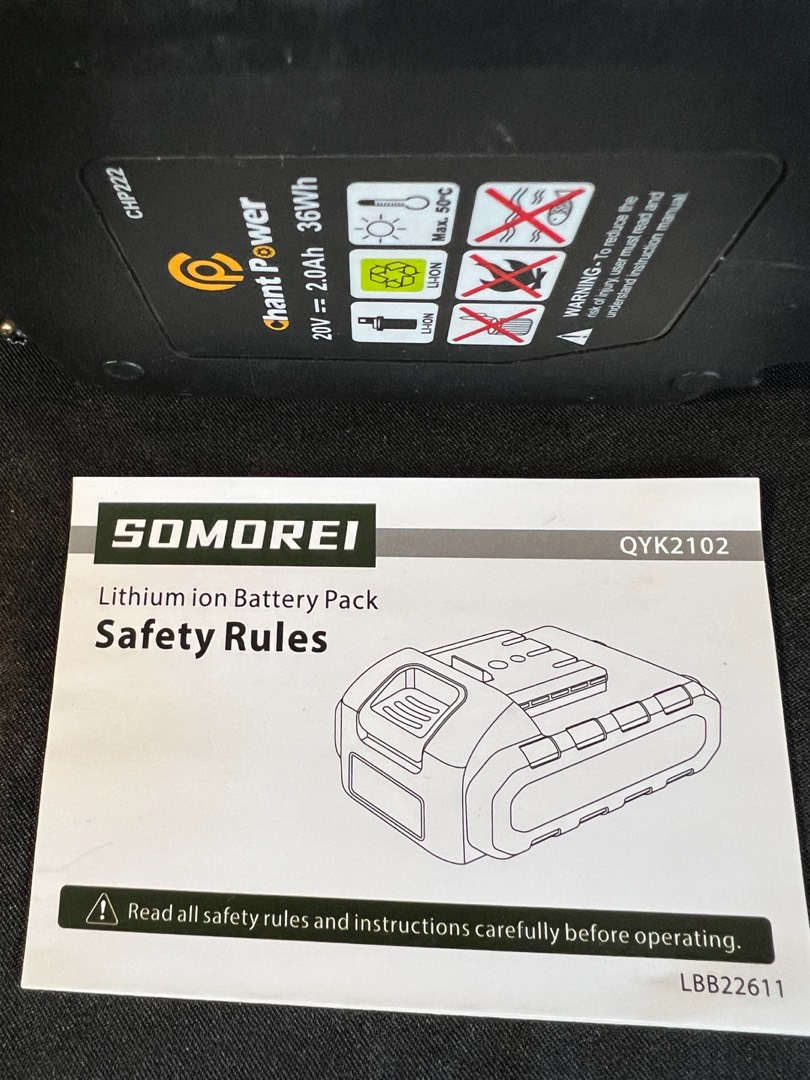 CHP222
Chant Power
20V ⎓ 2.0Ah 36Wh
LI-ION
LI-ION
Max. 50°C
WARNING - To reduce the
risk of injury user must read and
understand instruction manual.
SOMOREI
QYK2102
Lithium ion Battery Pack
Safety Rules
Read all safety rules and instructions carefully before operating.
LBB22611